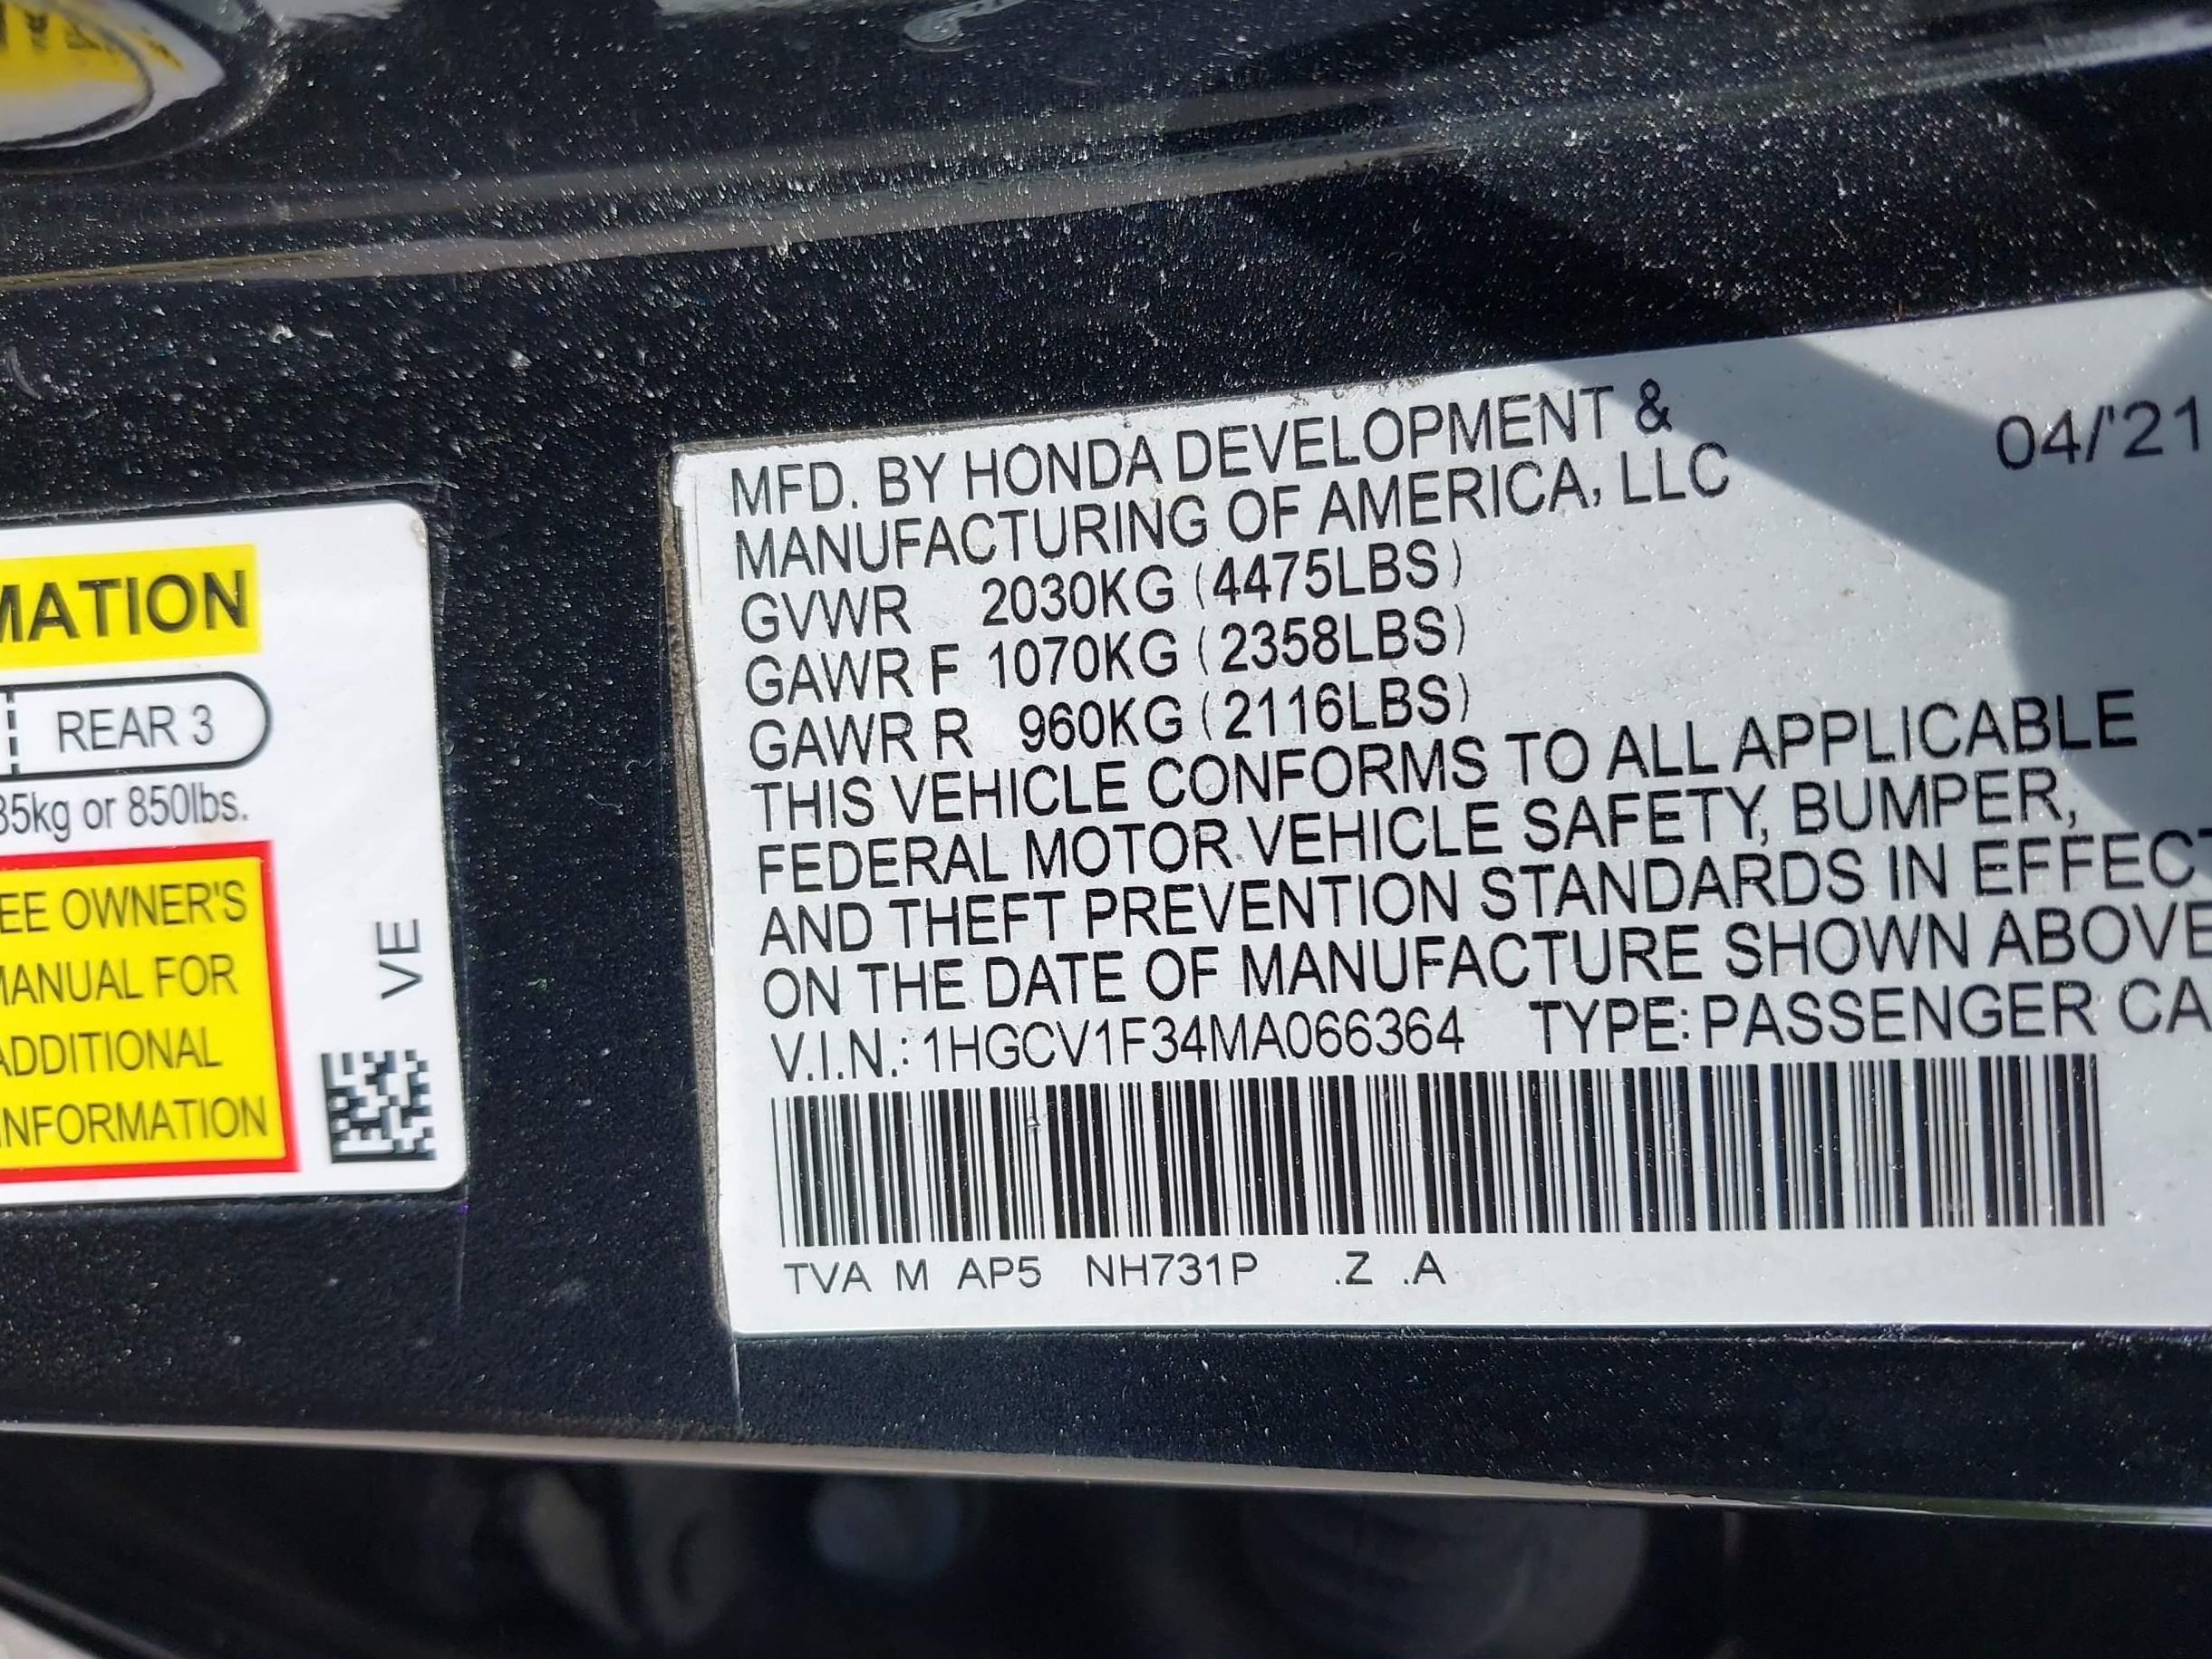 MATION
REAR 3
85kg or 850lbs.
EE OWNER'S
MANUAL FOR
ADDITIONAL
INFORMATION
VE
MFD. BY HONDA DEVELOPMENT &
MANUFACTURING OF AMERICA, LLC
04/'21
GVWR 2030KG (4475LBS)
GAWR F 1070KG (2358LBS)
GAWR R 960KG (2116LBS)
THIS VEHICLE CONFORMS TO ALL APPLICABLE
FEDERAL MOTOR VEHICLE SAFETY, BUMPER,
AND THEFT PREVENTION STANDARDS IN EFFECT
ON THE DATE OF MANUFACTURE SHOWN ABOVE
V.I.N.: 1HGCV1F34MA066364 TYPE: PASSENGER CA
TVA M AP5 NH731P .Z .A